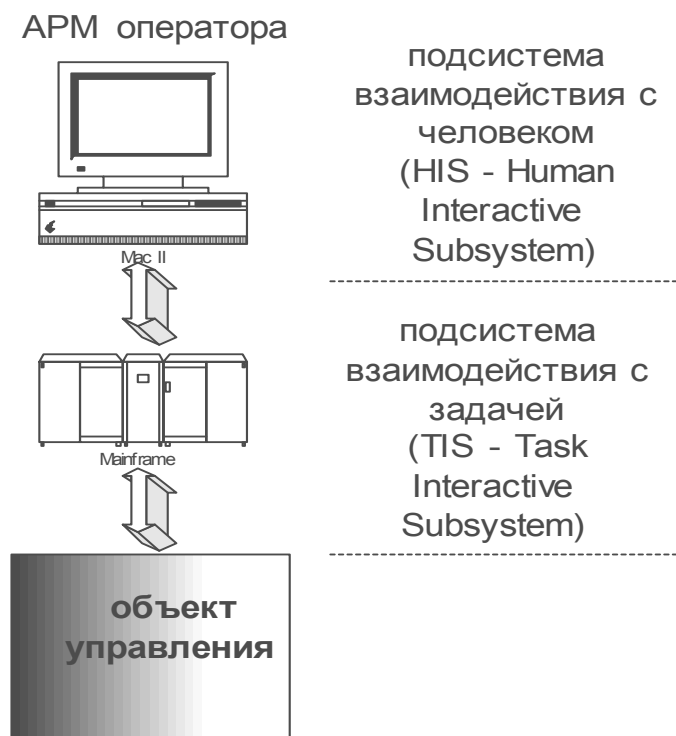 АРМ оператора
подсистема
взаимодействия с
человеком
(HIS - Human
Interactive
Subsystem)
Mac II
подсистема
взаимодействия с
задачей
(TIS - Task
Interactive
Subsystem)
Mainframe
объект
управления